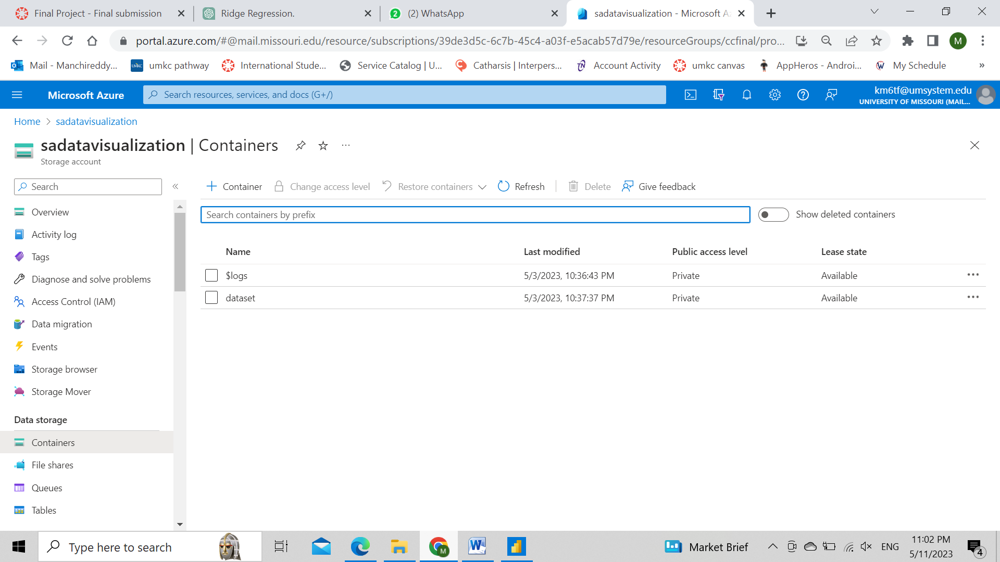 Final Project - Final submission
Ridge Regression.
2
(2) WhatsApp
sadatavisualization - Microsoft Az
portal.azure.com/#@mail.missouri.edu/resource/subscriptions/39de3d5c-6c7b-45c4-a03f-e5acab57d79e/resourceGroups/ccfinal/pro...
M
Mail - Manchireddy...
UMKC
umkc pathway
International Stude...
Service Catalog | U...
Catharsis | Interpers...
Account Activity
umkc canvas
AppHeros - Androi...
My Schedule
»
Microsoft Azure
Search resources, services, and docs (G+/)
km6tf@umsystem.edu
UNIVERSITY OF MISSOURI (MAIL...
Home > sadatavisualization
sadatavisualization | Containers
...
Storage account
Search
«
Container
Change access level
Restore containers
Refresh
Delete
Give feedback
Search containers by prefix
Show deleted containers
Name
Last modified
Public access level
Lease state
$logs
5/3/2023, 10:36:43 PM
Private
Available
...
dataset
5/3/2023, 10:37:37 PM
Private
Available
...
Overview
Activity log
Tags
Diagnose and solve problems
Access Control (IAM)
Data migration
Events
Storage browser
Storage Mover
Data storage
Containers
File shares
Queues
Tables
Type here to search
M
W
Market Brief
ENG
11:02 PM
5/11/2023
4